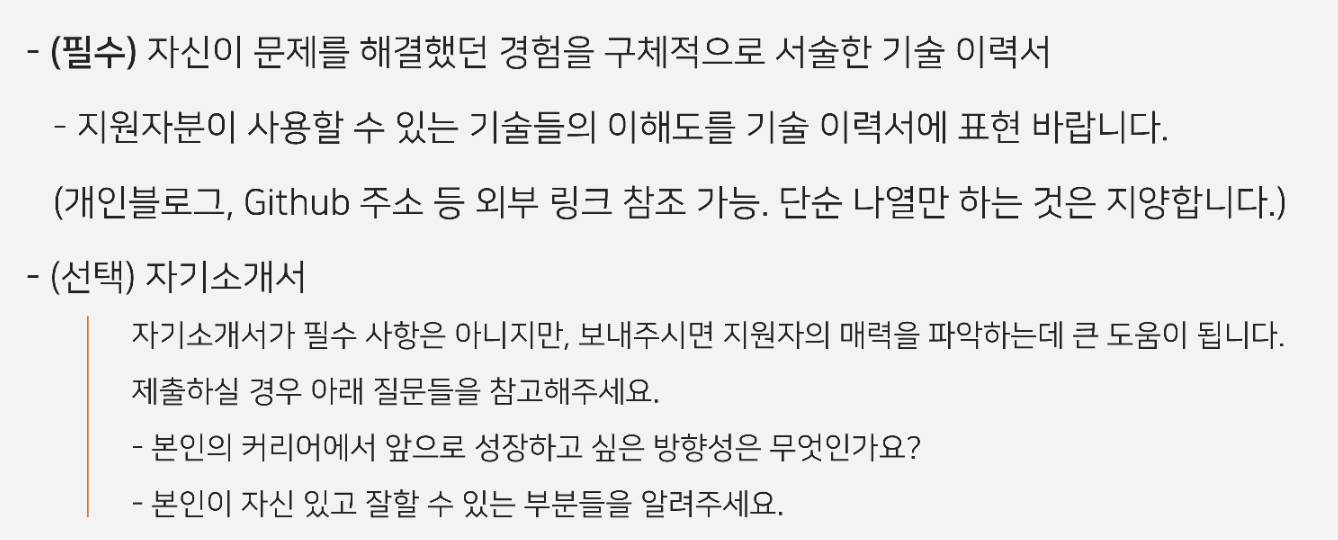 - (필수) 자신이 문제를 해결했던 경험을 구체적으로 서술한 기술 이력서
- 지원자분이 사용할 수 있는 기술들의 이해도를 기술 이력서에 표현 바랍니다.
(개인블로그, Github 주소 등 외부 링크 참조 가능. 단순 나열만 하는 것은 지양합니다.)
- (선택) 자기소개서
자기소개서가 필수 사항은 아니지만, 보내주시면 지원자의 매력을 파악하는데 큰 도움이 됩니다.
제출하실 경우 아래 질문들을 참고해주세요.
- 본인의 커리어에서 앞으로 성장하고 싶은 방향성은 무엇인가요?
- 본인이 자신 있고 잘할 수 있는 부분들을 알려주세요.